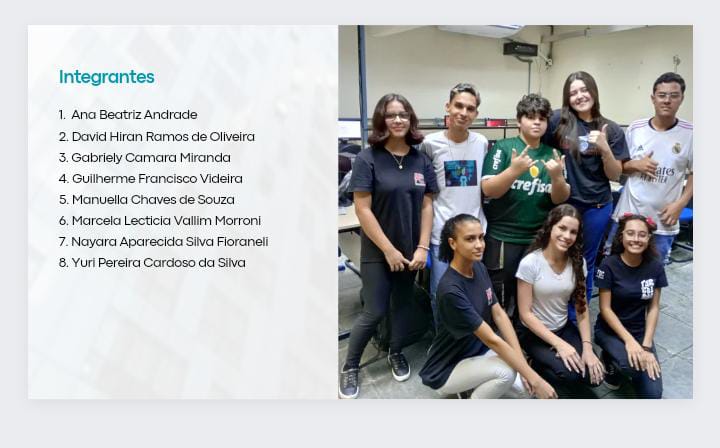 Integrantes
1. Ana Beatriz Andrade
2. David Hiran Ramos de Oliveira
3. Gabriely Camara Miranda
4. Guilherme Francisco Videira
5. Manuella Chaves de Souza
6. Marcela Lecticia Vallim Morroni
7. Nayara Aparecida Silva Fioraneli
8. Yuri Pereira Cardoso da Silva
crefisa